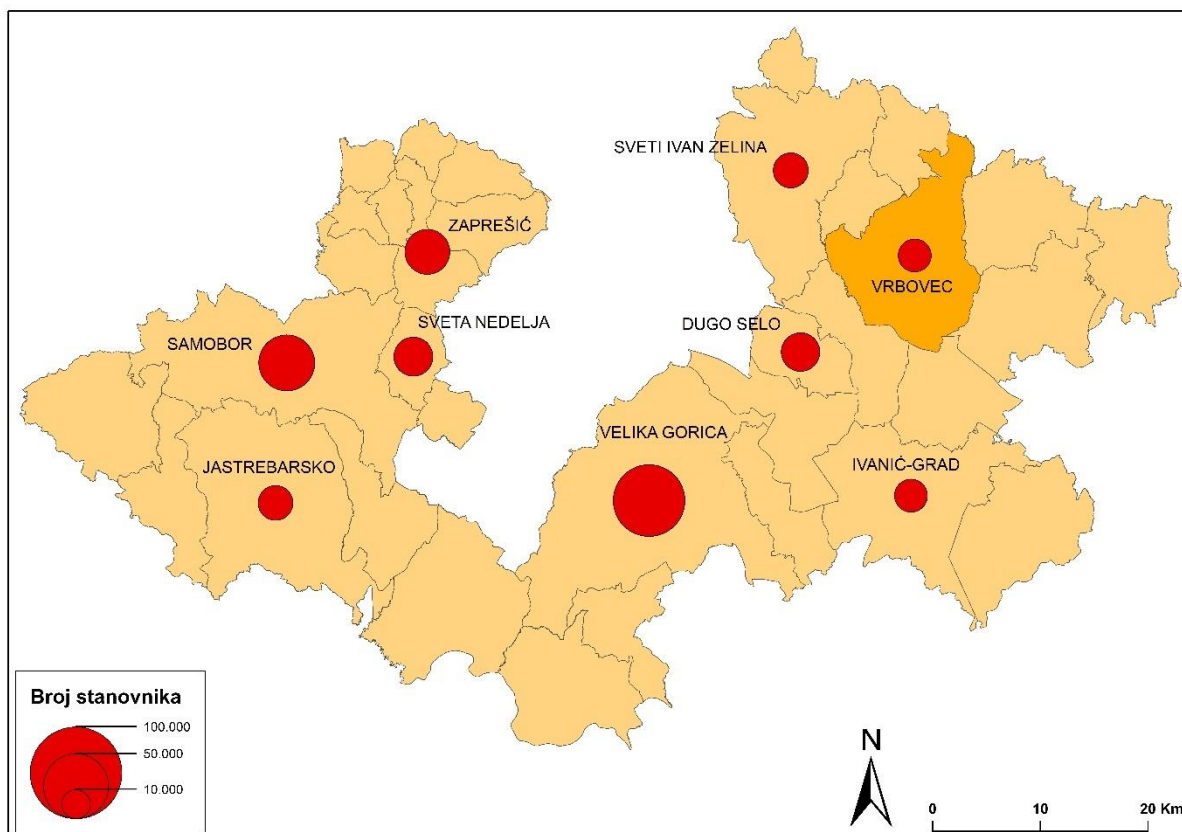 SVETI IVAN ZELINA
ZAPREŠIĆ
VRBOVEC
SVETA NEDELJA
DUGO SELO
SAMOBOR
VELIKA GORICA
JASTREBARSKO
IVANIĆ-GRAD
Broj stanovnika
100.000
50.000
10.000
N
0 10 20 Km